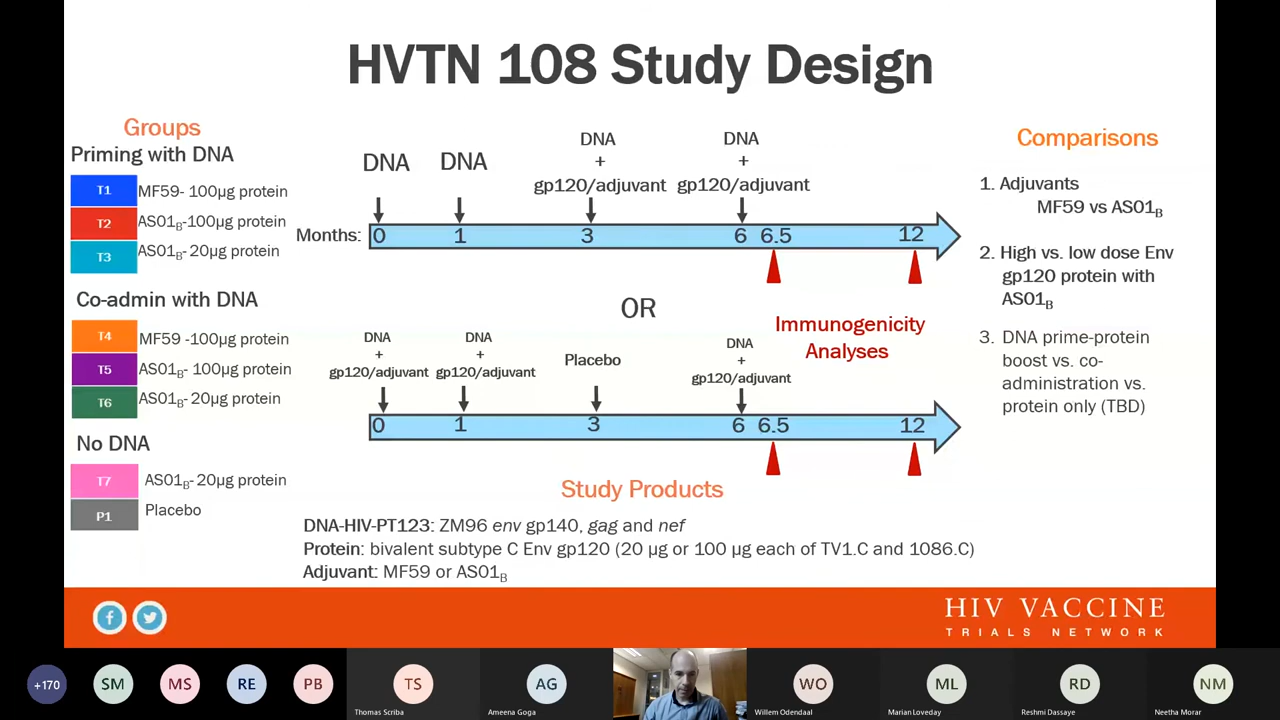 HVTN 108 Study Design
Groups
Priming with DNA
T1 MF59- 100µg protein
T2 AS01B-100µg protein
T3 AS01B- 20µg protein
Co-admin with DNA
T4 MF59 -100µg protein
T5 AS01B- 100µg protein
T6 AS01B- 20µg protein
No DNA
T7 AS01B- 20µg protein
P1 Placebo
DNA
DNA
DNA
+
gp120/adjuvant
DNA
+
gp120/adjuvant
Months: 0 1 3 6 6.5 12
OR
Immunogenicity
Analyses
DNA
+
gp120/adjuvant
DNA
+
gp120/adjuvant
Placebo
DNA
+
gp120/adjuvant
0 1 3 6 6.5 12
Comparisons
1. Adjuvants
MF59 vs AS01B
2. High vs. low dose Env
gp120 protein with
AS01B
3. DNA prime-protein
boost vs. co-
administration vs.
protein only (TBD)
Study Products
DNA-HIV-PT123: ZM96 env gp140, gag and nef
Protein: bivalent subtype C Env gp120 (20 µg or 100 µg each of TV1.C and 1086.C)
Adjuvant: MF59 or AS01B
HIV VACCINE
TRIALS NETWORK
+170 SM MS RE PB TS AG WO ML RD NM
Thomas Scriba Ameena Goga Willem Odendaal Marian Loveday Reshmi Dassaye Neetha Morar